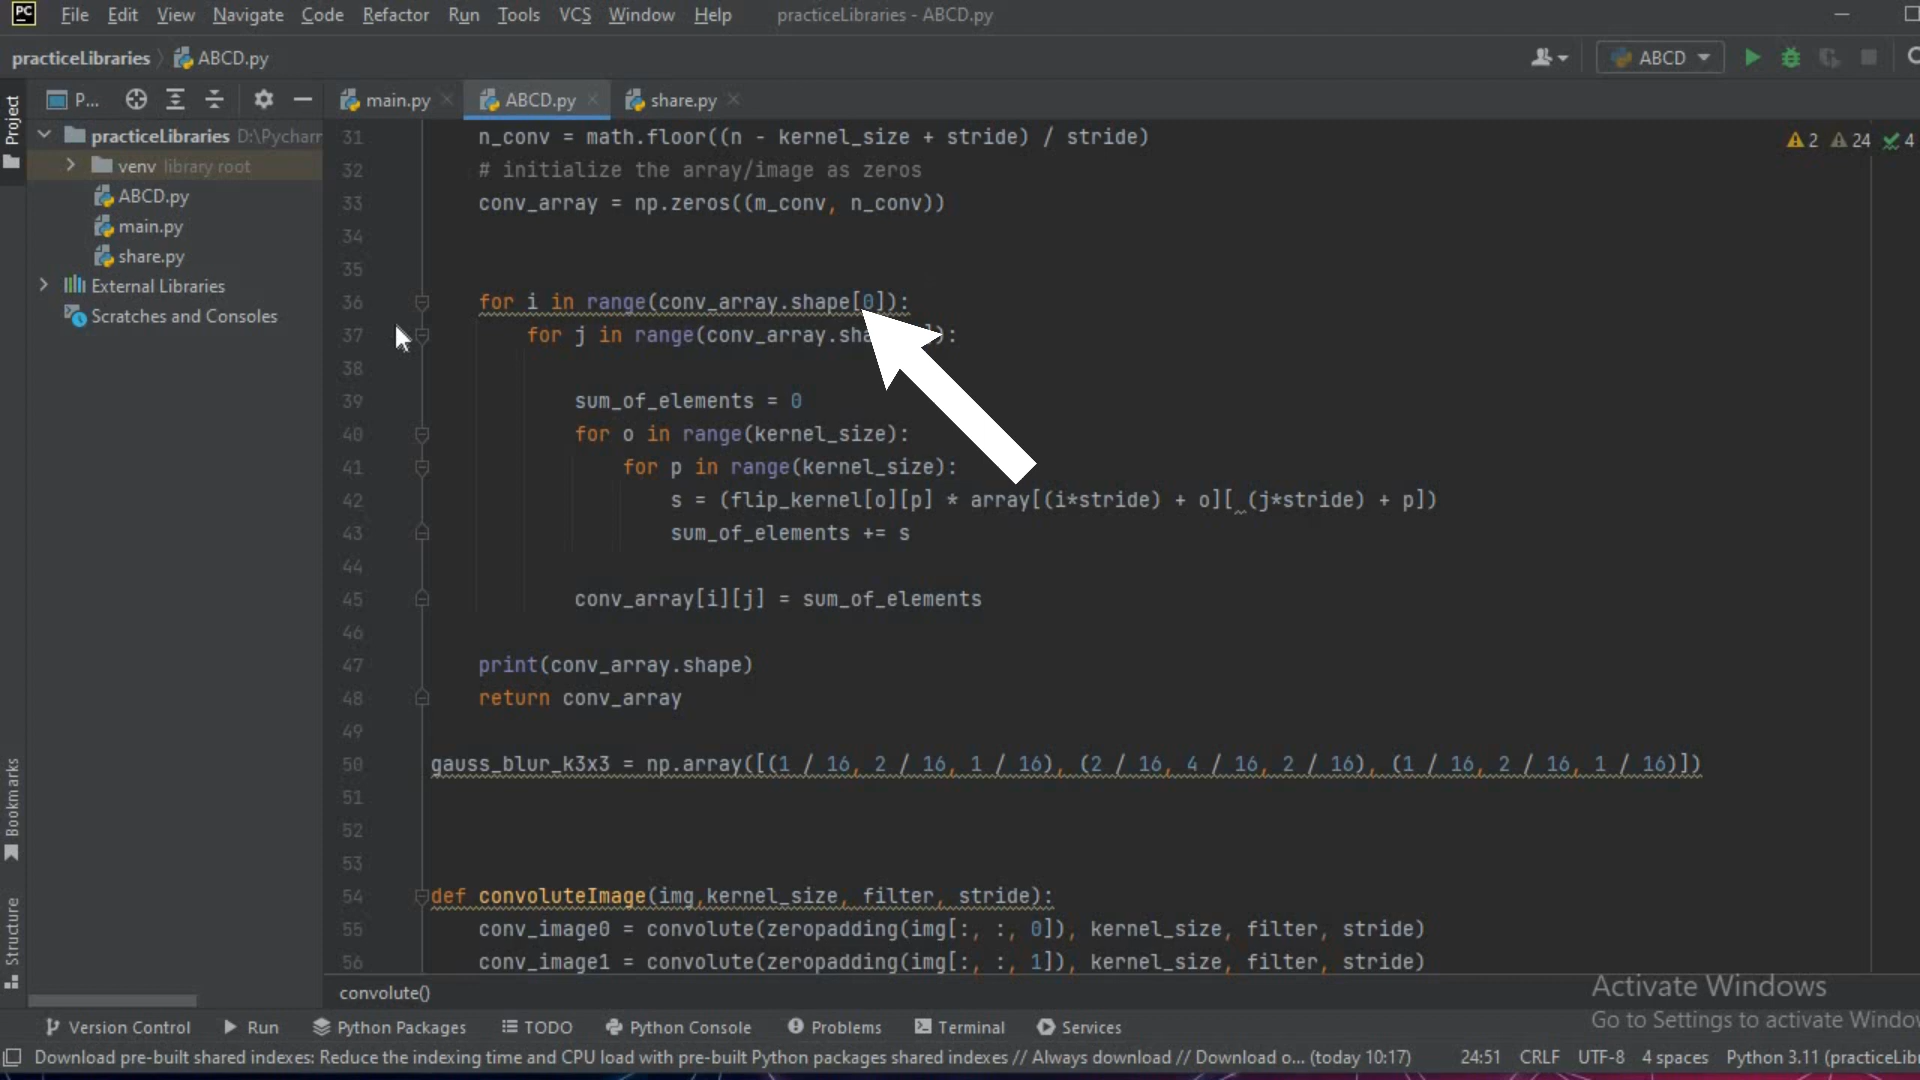 PC File Edit View Navigate Code Refactor Run Tools VCS Window Help practiceLibraries - ABCD.py
practiceLibraries ABCD.py ABCD
Project
P... main.py ABCD.py share.py
practiceLibraries D:\Pycharm
venv library root
ABCD.py
main.py
share.py
External Libraries
Scratches and Consoles
2 24 4
31 n_conv = math.floor((n - kernel_size + stride) / stride)
32 # initialize the array/image as zeros
33 conv_array = np.zeros((m_conv, n_conv))
34
35
36 for i in range(conv_array.shape[0]):
37 for j in range(conv_array.sha ]):
38
39 sum_of_elements = 0
40 for o in range(kernel_size):
41 for p in range(kernel_size):
42 s = (flip_kernel[o][p] * array[(i*stride) + o][ (j*stride) + p])
43 sum_of_elements += s
44
45 conv_array[i][j] = sum_of_elements
46
47 print(conv_array.shape)
48 return conv_array
49
50 gauss_blur_k3x3 = np.array([(1 / 16, 2 / 16, 1 / 16), (2 / 16, 4 / 16, 2 / 16), (1 / 16, 2 / 16, 1 / 16)])
51
52
53
54 def convoluteImage(img,kernel_size, filter, stride):
55 conv_image0 = convolute(zeropadding(img[:, :, 0]), kernel_size, filter, stride)
56 conv_image1 = convolute(zeropadding(img[:, :, 1]), kernel_size, filter, stride)
Bookmarks
Structure
convolute()
Activate Windows
Go to Settings to activate Windo
Version Control Run Python Packages TODO Python Console Problems Terminal Services
Download pre-built shared indexes: Reduce the indexing time and CPU load with pre-built Python packages shared indexes // Always download // Download o... (today 10:17) 24:51 CRLF UTF-8 4 spaces Python 3.11 (practiceLibr